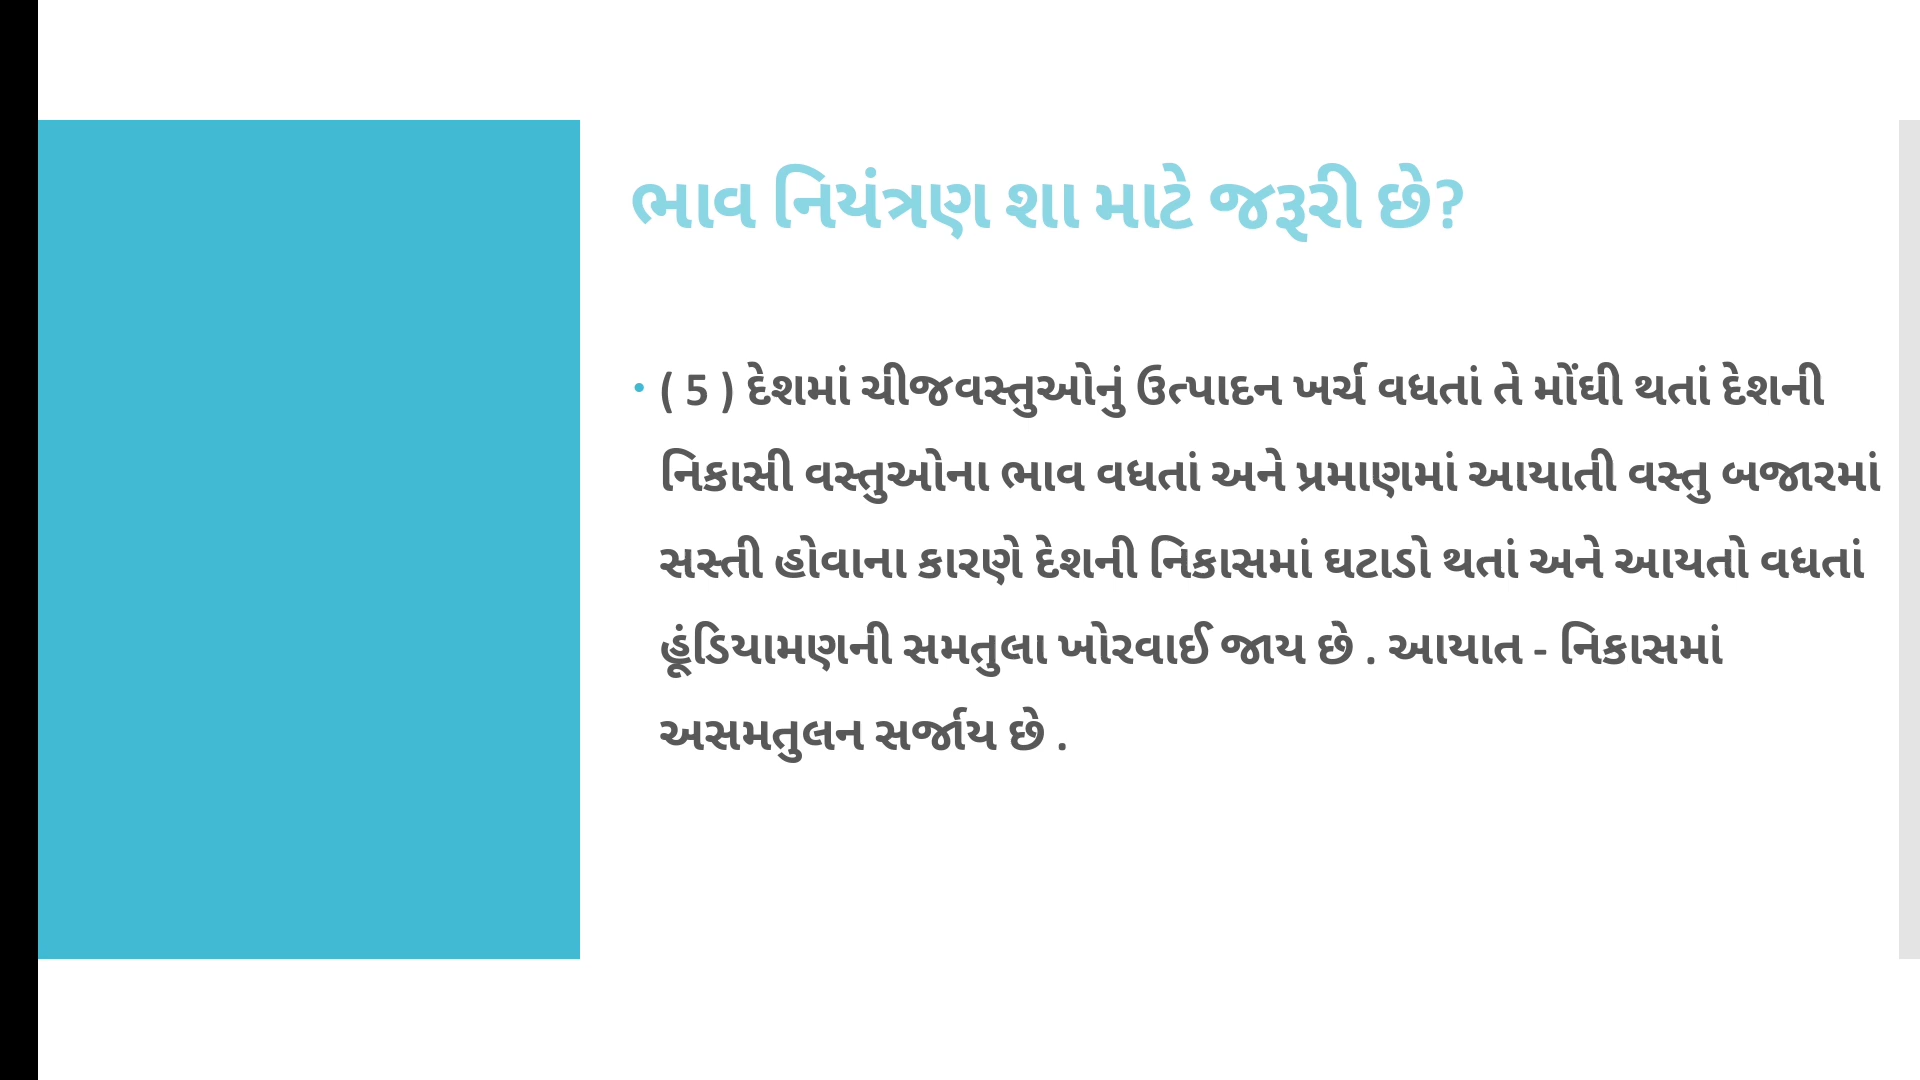 ભાવ નિયંત્રણ શા માટે જરૂરી છે?
• ( 5 ) દેશમાં ચીજવસ્તુઓનું ઉત્પાદન ખર્ચ વધતાં તે મોંઘી થતાં દેશની
નિકાસી વસ્તુઓના ભાવ વધતાં અને પ્રમાણમાં આયાતી વસ્તુ બજારમાં
સસ્તી હોવાના કારણે દેશની નિકાસમાં ઘટાડો થતાં અને આયતો વધતાં
હૂંડિયામણની સમતુલા ખોરવાઈ જાય છે . આયાત - નિકાસમાં
અસમતુલન સર્જાય છે .